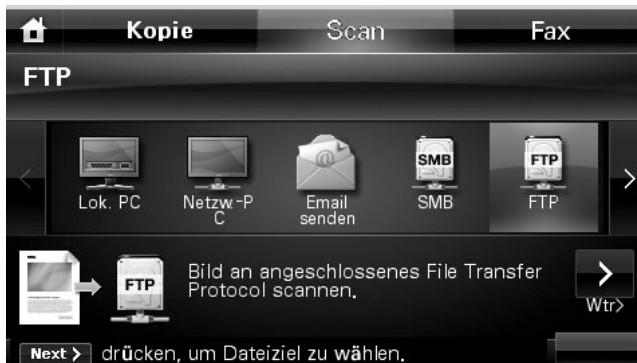 Kopie Scan Fax
FTP
SMB FTP
Lok. PC Netzw.-P
C Email
senden SMB FTP
FTP Bild an angeschlossenes File Transfer
Protocol scannen.
Wtr>
Next > drücken, um Dateiziel zu wählen.